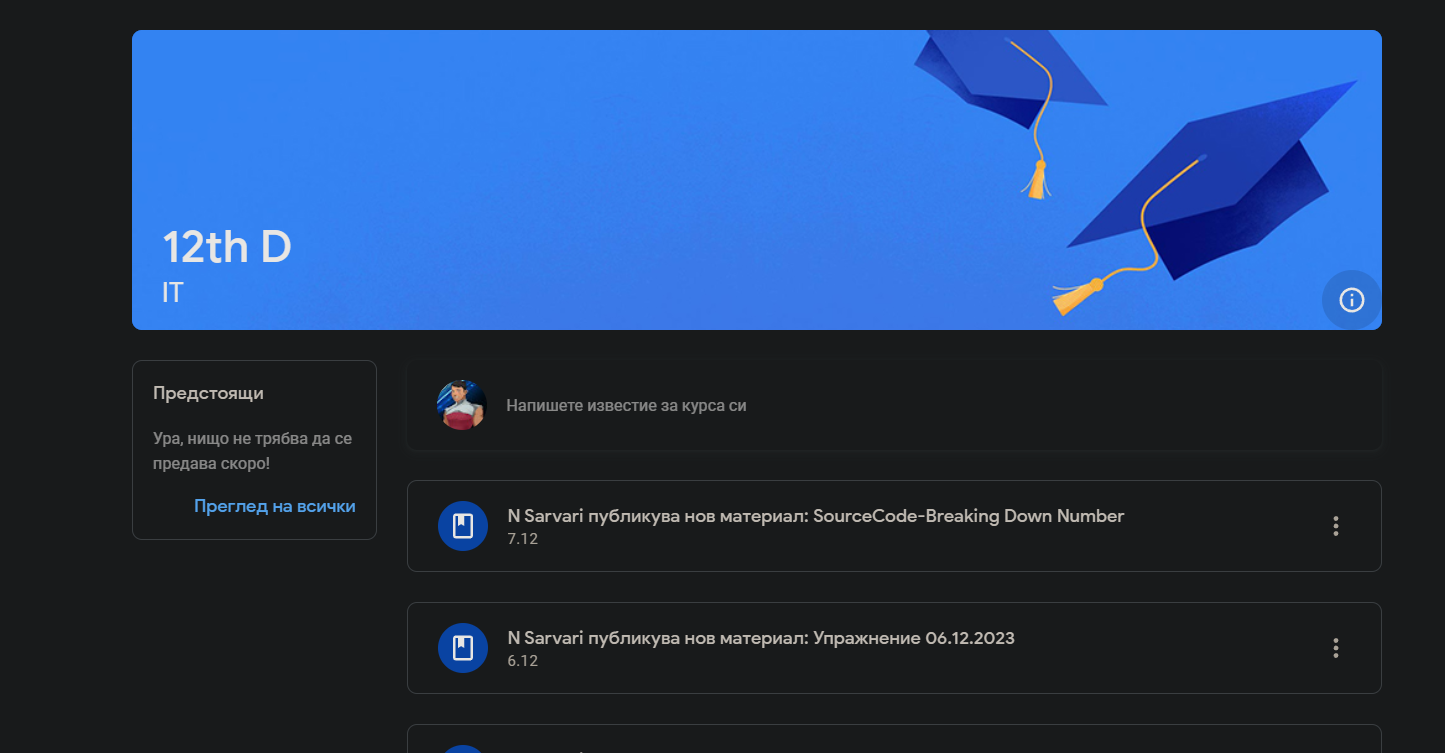 12th D
IT
Предстоящи
Ура, нищо не трябва да се
предава скоро!
Преглед на всички
Напишете известие за курса си
N Sarvari публикува нов материал: SourceCode-Breaking Down Number
7.12
N Sarvari публикува нов материал: Упражнение 06.12.2023
6.12